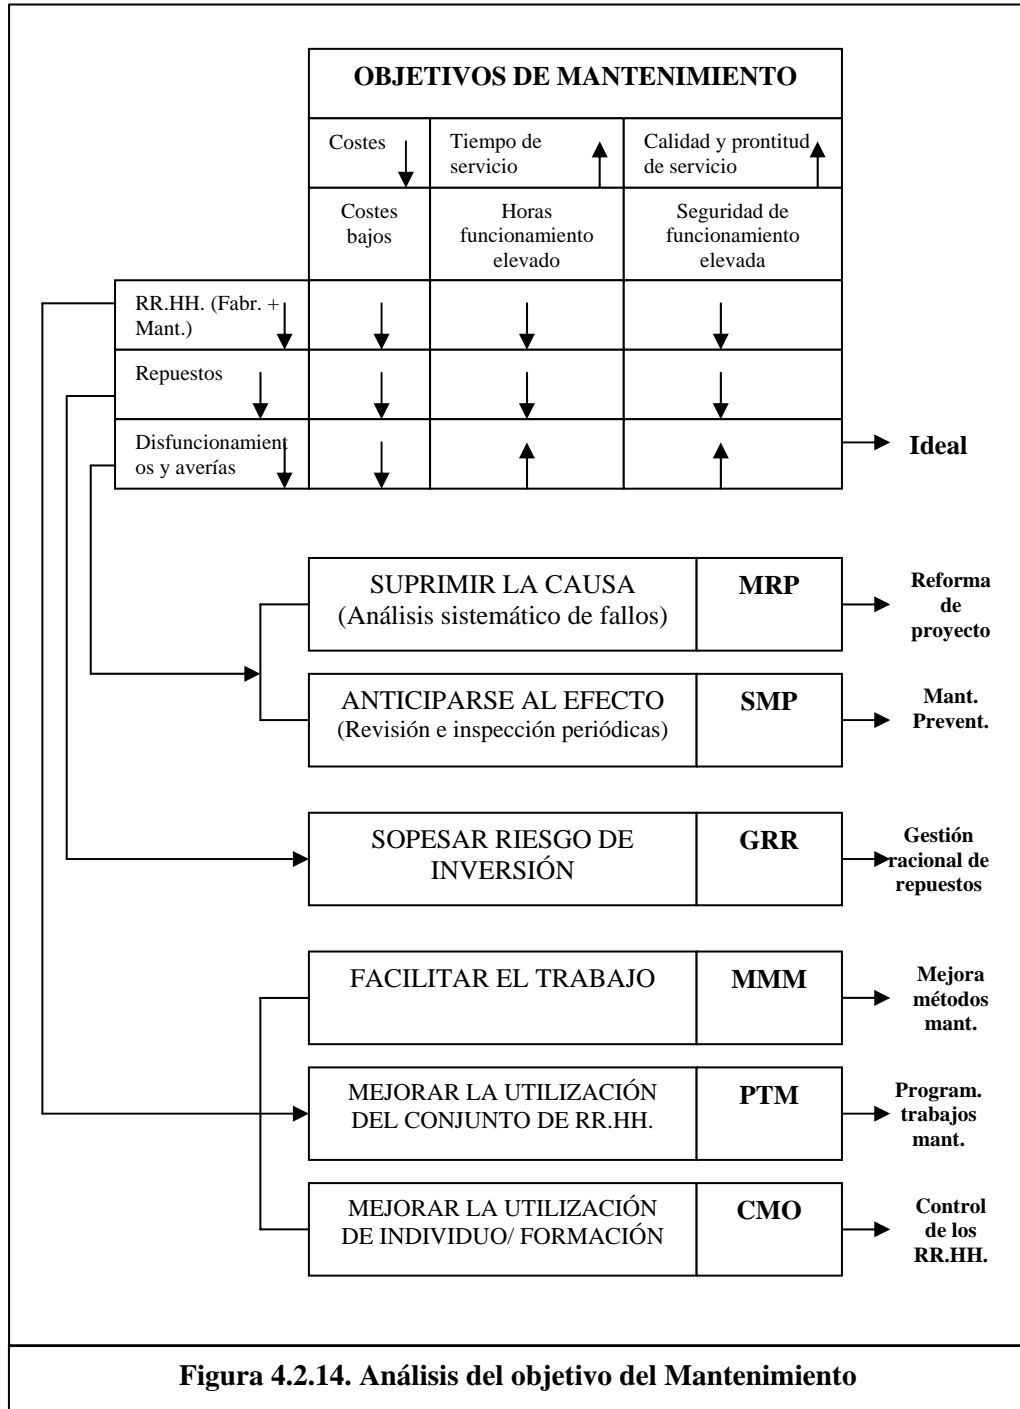 OBJETIVOS DE MANTENIMIENTO
Costes
Tiempo de
servicio
Calidad y prontitud
de servicio
Costes
bajos
Horas
funcionamiento
elevado
Seguridad de
funcionamiento
elevada
RR.HH. (Fabr. +
Mant.)
Repuestos
Disfuncionamient
os y averías
Ideal
SUPRIMIR LA CAUSA
(Análisis sistemático de fallos)
MRP
Reforma
de
proyecto
ANTICIPARSE AL EFECTO
(Revisión e inspección periódicas)
SMP
Mant.
Prevent.
SOPESAR RIESGO DE
INVERSIÓN
GRR
Gestión
racional de
repuestos
FACILITAR EL TRABAJO
MMM
Mejora
métodos
mant.
MEJORAR LA UTILIZACIÓN
DEL CONJUNTO DE RR.HH.
PTM
Program.
trabajos
mant.
MEJORAR LA UTILIZACIÓN
DE INDIVIDUO/ FORMACIÓN
CMO
Control
de los
RR.HH.
Figura 4.2.14. Análisis del objetivo del Mantenimiento